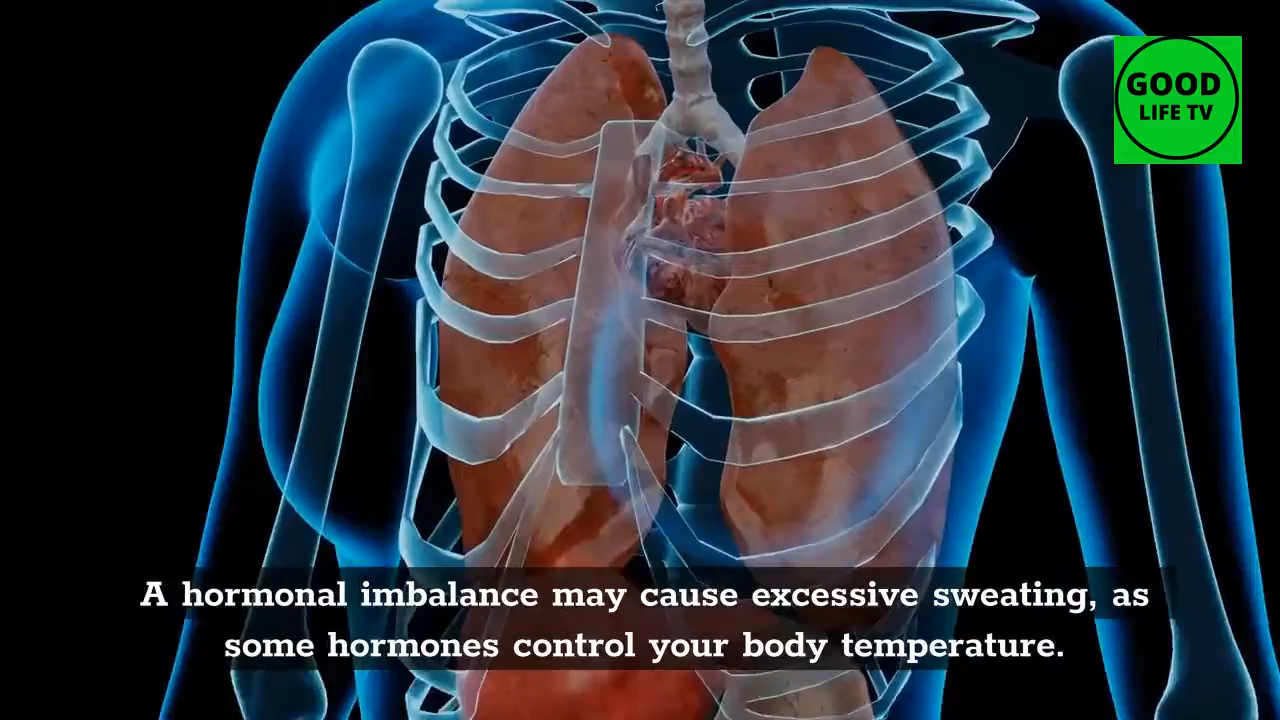 GOOD
LIFE TV
A hormonal imbalance may cause excessive sweating, as
some hormones control your body temperature.